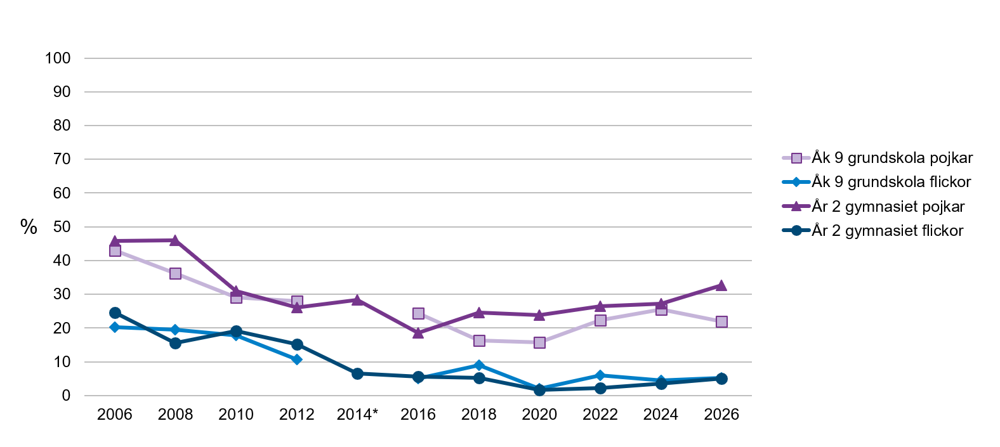 100
90
80
70
60
50
40
30
20
10
0
%
2006 2008 2010 2012 2014* 2016 2018 2020 2022 2024 2026
Åk 9 grundskola pojkar
Åk 9 grundskola flickor
År 2 gymnasiet pojkar
År 2 gymnasiet flickor